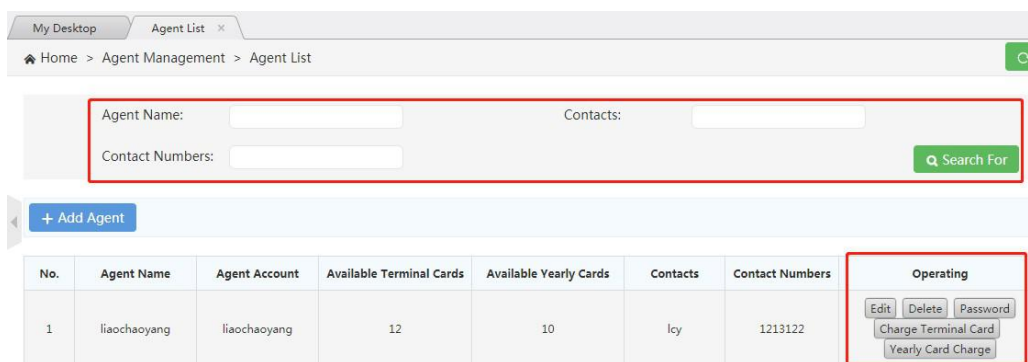 My Desktop Agent List ×
Home > Agent Management > Agent List
Agent Name: Contacts:
Contact Numbers: Search For
+ Add Agent
No. Agent Name Agent Account Available Terminal Cards Available Yearly Cards Contacts Contact Numbers Operating
Edit Delete Password
1 liaochaoyang liaochaoyang 12 10 lcy 1213122 Charge Terminal Card
Yearly Card Charge